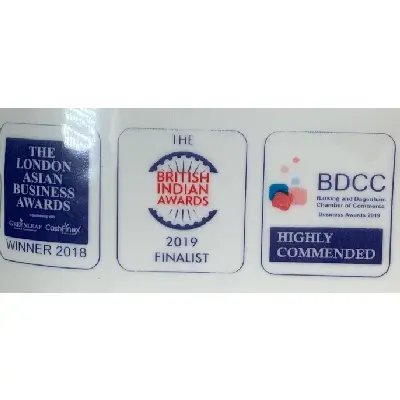 THE
LONDON
ASIAN
BUSINESS
AWARDS
CashFinex
WINNER 2018
THE
BRITISH
INDIAN
AWARDS
2019
FINALIST
BDCC
Barking and Dagenham
Chamber of Commerce
Business Awards 2019
HIGHLY
COMMENDED